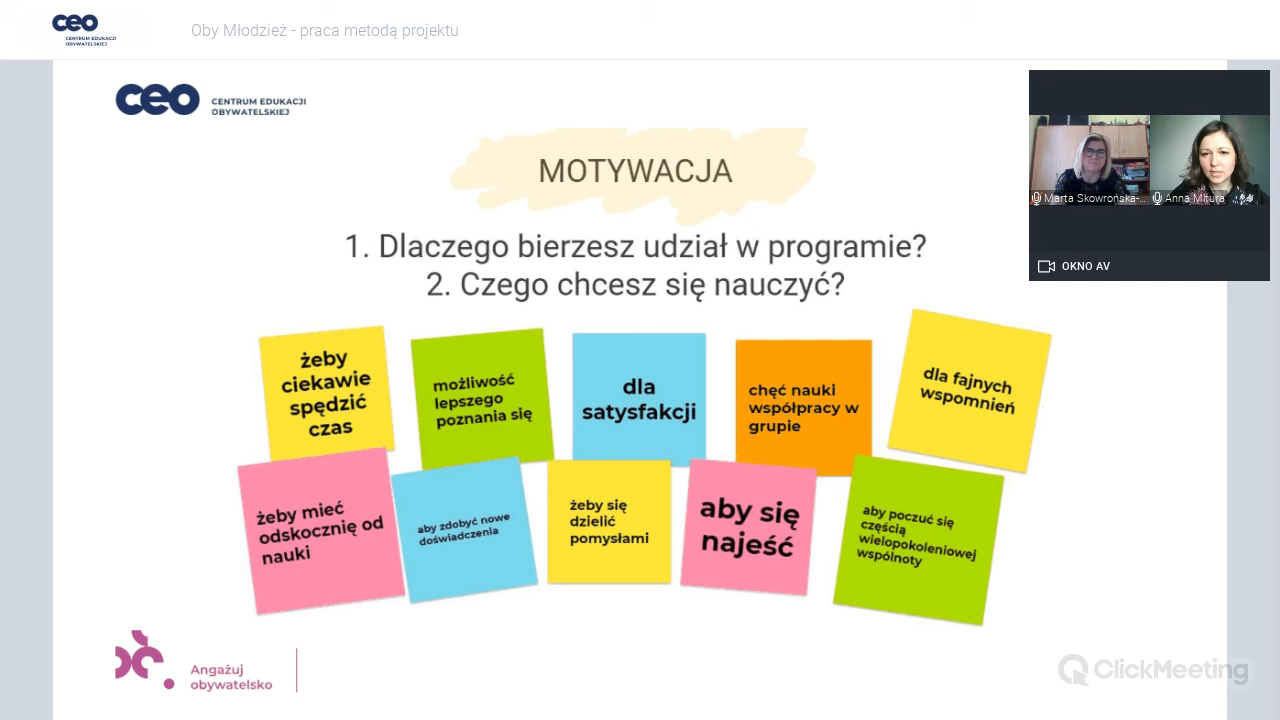 ceo
CENTRUM EDUKACJI
OBYWATELSKIEJ
Oby Młodzież - praca metodą projektu
ceo
CENTRUM EDUKACJI
OBYWATELSKIEJ
Marta Skowrońska-...
Anna Mitura
OKNO AV
MOTYWACJA
1. Dlaczego bierzesz udział w programie?
2. Czego chcesz się nauczyć?
żeby
ciekawie
spędzić
czas
możliwość
lepszego
poznania się
dla
satysfakcji
chęć nauki
współpracy w
grupie
dla fajnych
wspomnień
żeby mieć
odskocznię od
nauki
aby zdobyć nowe
doświadczenia
żeby się
dzielić
pomysłami
aby się
najeść
aby poczuć się
częścią
wielopokoleniowej
wspólnoty
Angażuj
obywatelsko
ClickMeeting